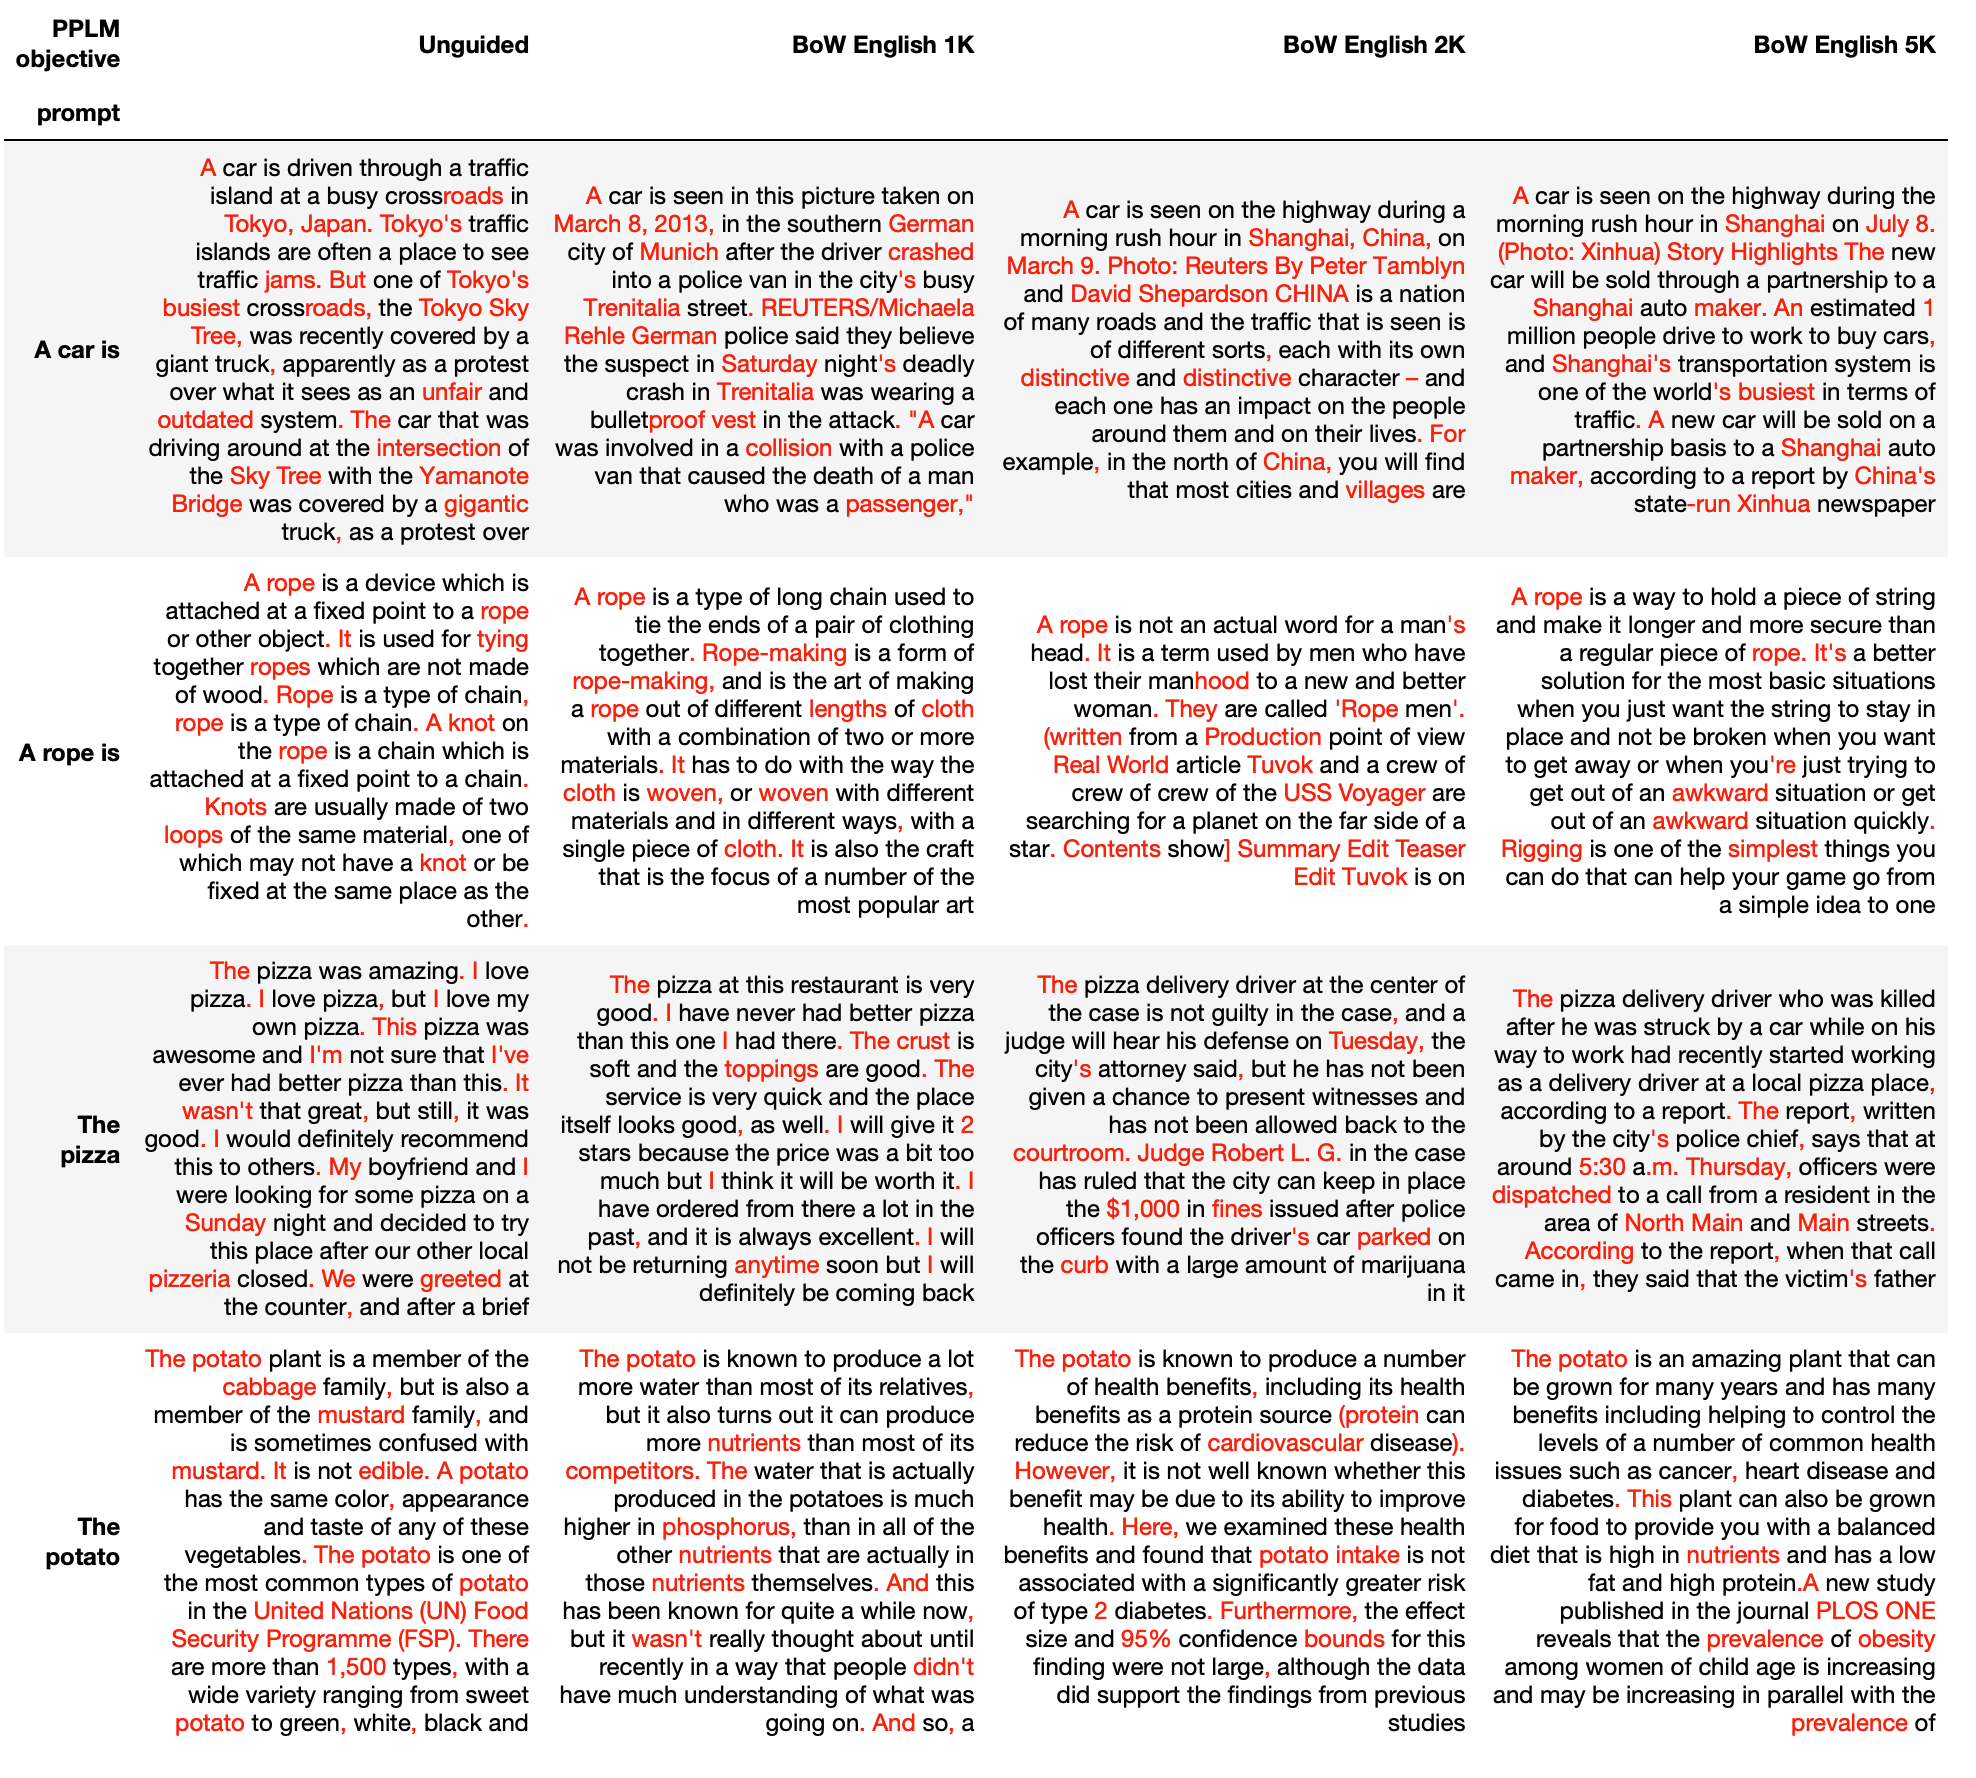 PPLM
objective
Unguided
BoW English 1K
BoW English 2K
BoW English 5K
prompt
A car is
A car is driven through a traffic
island at a busy crossroads in
Tokyo, Japan. Tokyo's traffic
islands are often a place to see
traffic jams. But one of Tokyo's
busiest crossroads, the Tokyo Sky
Tree, was recently covered by a
giant truck, apparently as a protest
over what it sees as an unfair and
outdated system. The car that was
driving around at the intersection of
the Sky Tree with the Yamanote
Bridge was covered by a gigantic
truck, as a protest over
A car is seen in this picture taken on
March 8, 2013, in the southern German
city of Munich after the driver crashed
into a police van in the city's busy
Trenitalia street. REUTERS/Michaela
Rehle German police said they believe
the suspect in Saturday night's deadly
crash in Trenitalia was wearing a
bulletproof vest in the attack. "A car
was involved in a collision with a police
van that caused the death of a man
who was a passenger,"
A car is seen on the highway during a
morning rush hour in Shanghai, China, on
March 9. Photo: Reuters By Peter Tamblyn
and David Shepardson CHINA is a nation
of many roads and the traffic that is seen is
of different sorts, each with its own
distinctive and distinctive character – and
each one has an impact on the people
around them and on their lives. For
example, in the north of China, you will find
that most cities and villages are
A car is seen on the highway during the
morning rush hour in Shanghai on July 8.
(Photo: Xinhua) Story Highlights The new
car will be sold through a partnership to a
Shanghai auto maker. An estimated 1
million people drive to work to buy cars,
and Shanghai's transportation system is
one of the world's busiest in terms of
traffic. A new car will be sold on a
partnership basis to a Shanghai auto
maker, according to a report by China's
state-run Xinhua newspaper
A rope is
A rope is a device which is
attached at a fixed point to a rope
or other object. It is used for tying
together ropes which are not made
of wood. Rope is a type of chain,
rope is a type of chain. A knot on
the rope is a chain which is
attached at a fixed point to a chain.
Knots are usually made of two
loops of the same material, one of
which may not have a knot or be
fixed at the same place as the
other.
A rope is a type of long chain used to
tie the ends of a pair of clothing
together. Rope-making is a form of
rope-making, and is the art of making
a rope out of different lengths of cloth
with a combination of two or more
materials. It has to do with the way the
cloth is woven, or woven with different
materials and in different ways, with a
single piece of cloth. It is also the craft
that is the focus of a number of the
most popular art
A rope is not an actual word for a man's
head. It is a term used by men who have
lost their manhood to a new and better
woman. They are called 'Rope men'.
(written from a Production point of view
Real World article Tuvok and a crew of
crew of crew of the USS Voyager are
searching for a planet on the far side of a
star. Contents show] Summary Edit Teaser
Edit Tuvok is on
A rope is a way to hold a piece of string
and make it longer and more secure than
a regular piece of rope. It's a better
solution for the most basic situations
when you just want the string to stay in
place and not be broken when you want
to get away or when you're just trying to
get out of an awkward situation or get
out of an awkward situation quickly.
Rigging is one of the simplest things you
can do that can help your game go from
a simple idea to one
The
pizza
The pizza was amazing. I love
pizza. I love pizza, but I love my
own pizza. This pizza was
awesome and I'm not sure that I've
ever had better pizza than this. It
wasn't that great, but still, it was
good. I would definitely recommend
this to others. My boyfriend and I
were looking for some pizza on a
Sunday night and decided to try
this place after our other local
pizzeria closed. We were greeted at
the counter, and after a brief
The pizza at this restaurant is very
good. I have never had better pizza
than this one I had there. The crust is
soft and the toppings are good. The
service is very quick and the place
itself looks good, as well. I will give it 2
stars because the price was a bit too
much but I think it will be worth it. I
have ordered from there a lot in the
past, and it is always excellent. I will
not be returning anytime soon but I will
definitely be coming back
The pizza delivery driver at the center of
the case is not guilty in the case, and a
judge will hear his defense on Tuesday, the
city's attorney said, but he has not been
given a chance to present witnesses and
has not been allowed back to the
courtroom. Judge Robert L. G. in the case
has ruled that the city can keep in place
the $1,000 in fines issued after police
officers found the driver's car parked on
the curb with a large amount of marijuana
in it
The pizza delivery driver who was killed
after he was struck by a car while on his
way to work had recently started working
as a delivery driver at a local pizza place,
according to a report. The report, written
by the city's police chief, says that at
around 5:30 a.m. Thursday, officers were
dispatched to a call from a resident in the
area of North Main and Main streets.
According to the report, when that call
came in, they said that the victim's father
The
potato
The potato plant is a member of the
cabbage family, but is also a
member of the mustard family, and
is sometimes confused with
mustard. It is not edible. A potato
has the same color, appearance
and taste of any of these
vegetables. The potato is one of
the most common types of potato
in the United Nations (UN) Food
Security Programme (FSP). There
are more than 1,500 types, with a
wide variety ranging from sweet
potato to green, white, black and
The potato is known to produce a lot
more water than most of its relatives,
but it also turns out it can produce
more nutrients than most of its
competitors. The water that is actually
produced in the potatoes is much
higher in phosphorus, than in all of the
other nutrients that are actually in
those nutrients themselves. And this
has been known for quite a while now,
but it wasn't really thought about until
recently in a way that people didn't
have much understanding of what was
going on. And so, a
The potato is known to produce a number
of health benefits, including its health
benefits as a protein source (protein can
reduce the risk of cardiovascular disease).
However, it is not well known whether this
benefit may be due to its ability to improve
health. Here, we examined these health
benefits and found that potato intake is not
associated with a significantly greater risk
of type 2 diabetes. Furthermore, the effect
size and 95% confidence bounds for this
finding were not large, although the data
did support the findings from previous
studies
The potato is an amazing plant that can
be grown for many years and has many
benefits including helping to control the
levels of a number of common health
issues such as cancer, heart disease and
diabetes. This plant can also be grown
for food to provide you with a balanced
diet that is high in nutrients and has a low
fat and high protein.A new study
published in the journal PLOS ONE
reveals that the prevalence of obesity
among women of child age is increasing
and may be increasing in parallel with the
prevalence of